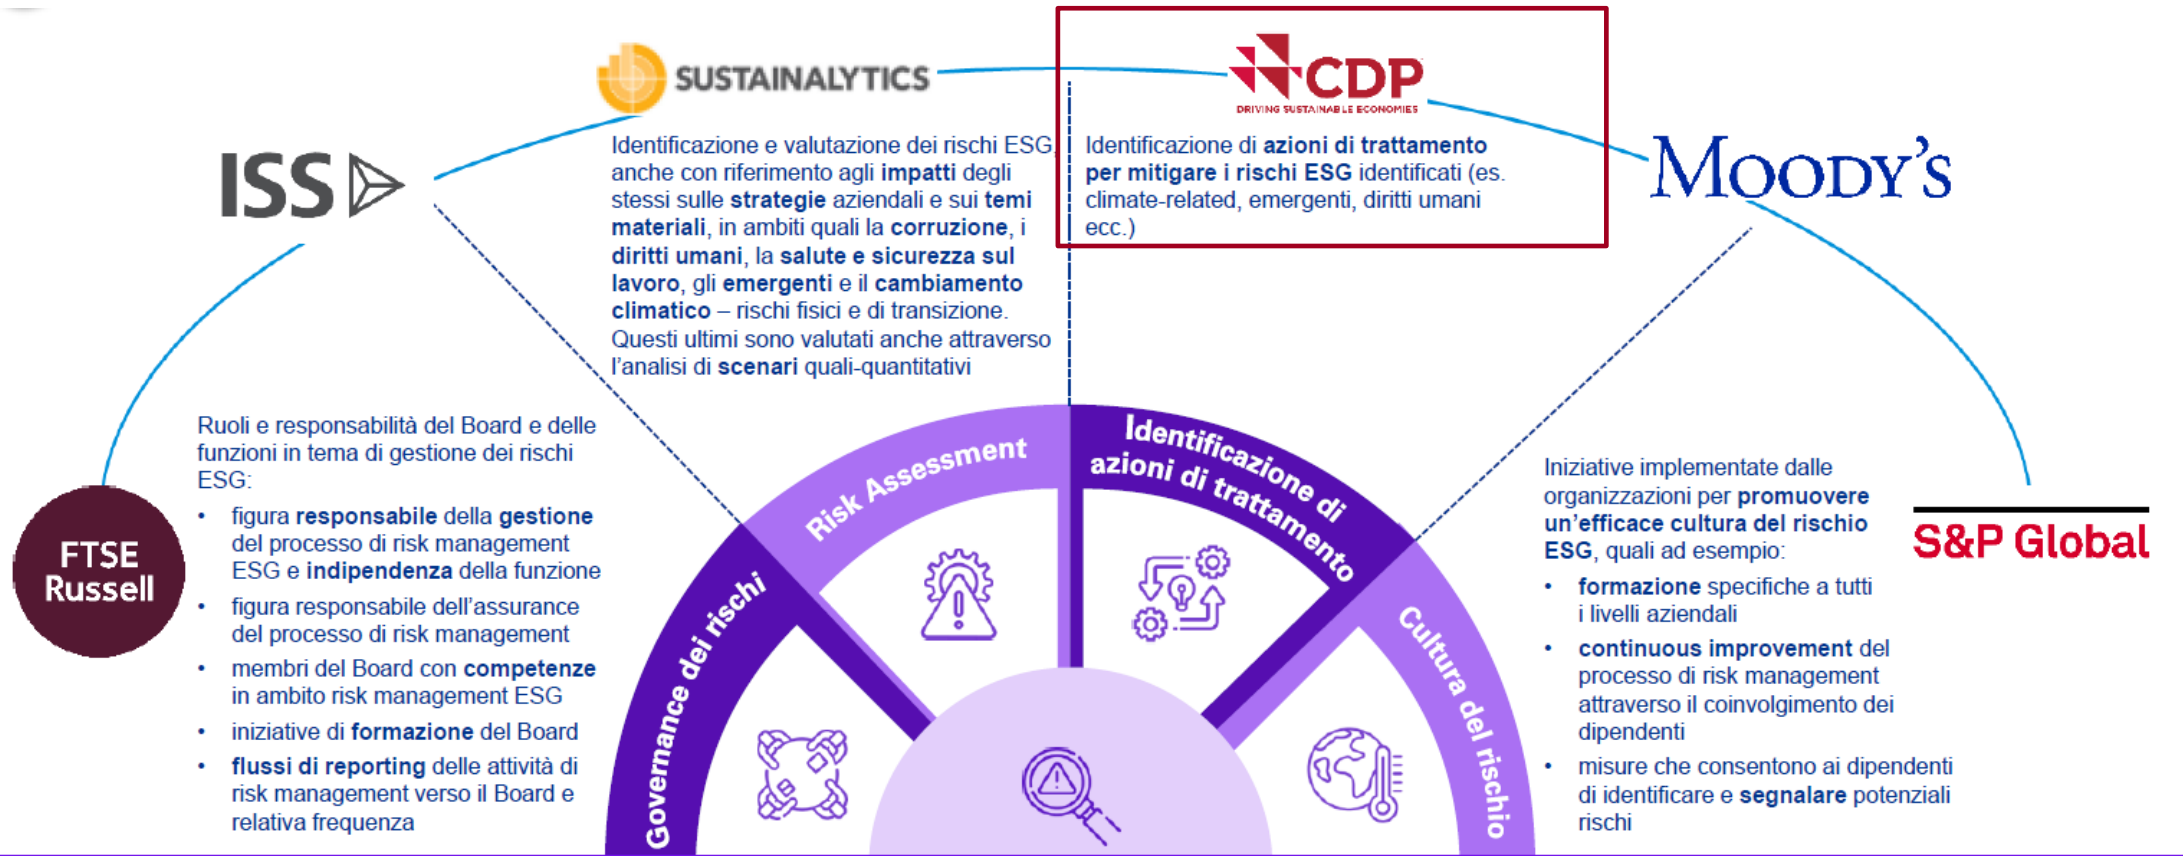 SUSTAINALYTICS
CDP
DRIVING SUSTAINABLE ECONOMIES
ISS
MOODY'S
FTSE
Russell
S&P Global
Identificazione e valutazione dei rischi ESG,
anche con riferimento agli impatti degli
stessi sulle strategie aziendali e sui temi
materiali, in ambiti quali la corruzione, i
diritti umani, la salute e sicurezza sul
lavoro, gli emergenti e il cambiamento
climatico – rischi fisici e di transizione.
Questi ultimi sono valutati anche attraverso
l'analisi di scenari quali-quantitativi
Identificazione di azioni di trattamento
per mitigare i rischi ESG identificati (es.
climate-related, emergenti, diritti umani
ecc.)
Ruoli e responsabilità del Board e delle
funzioni in tema di gestione dei rischi
ESG:
• figura responsabile della gestione
del processo di risk management
ESG e indipendenza della funzione
• figura responsabile dell'assurance
del processo di risk management
• membri del Board con competenze
in ambito risk management ESG
• iniziative di formazione del Board
• flussi di reporting delle attività di
risk management verso il Board e
relativa frequenza
Governance dei rischi
Risk Assessment
Identificazione di
azioni di trattamento
Cultura del rischio
Iniziative implementate dalle
organizzazioni per promuovere
un'efficace cultura del rischio
ESG, quali ad esempio:
• formazione specifiche a tutti
i livelli aziendali
• continuous improvement del
processo di risk management
attraverso il coinvolgimento dei
dipendenti
• misure che consentono ai dipendenti
di identificare e segnalare potenziali
rischi